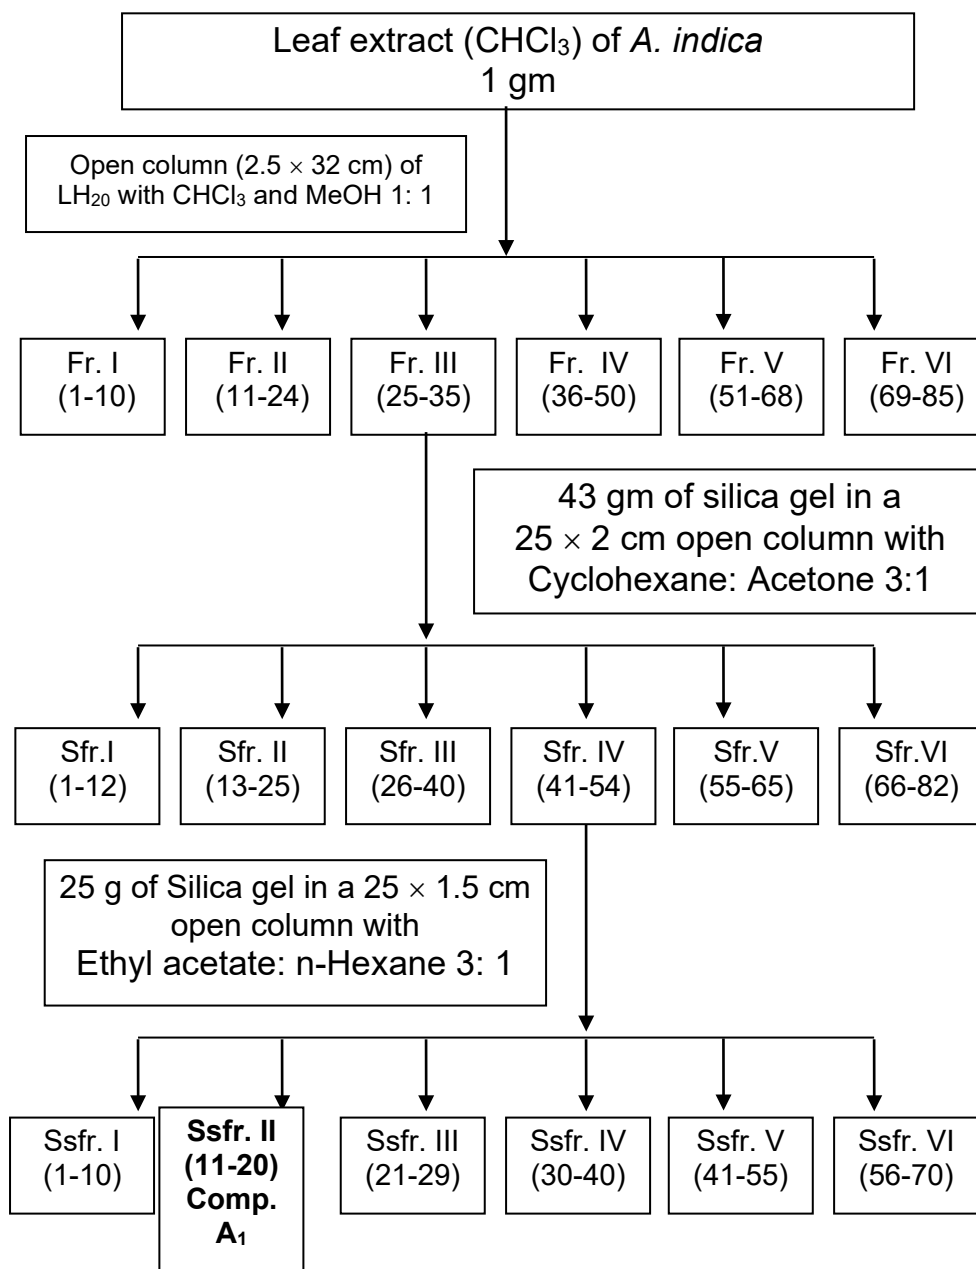 Leaf extract (CHCl₃) of A. indica
1 gm
Open column (2.5 × 32 cm) of
LH₂₀ with CHCl₃ and MeOH 1: 1
Fr. I
(1-10)
Fr. II
(11-24)
Fr. III
(25-35)
Fr. IV
(36-50)
Fr. V
(51-68)
Fr. VI
(69-85)
43 gm of silica gel in a
25 × 2 cm open column with
Cyclohexane: Acetone 3:1
Sfr.I
(1-12)
Sfr. II
(13-25)
Sfr. III
(26-40)
Sfr. IV
(41-54)
Sfr.V
(55-65)
Sfr.VI
(66-82)
25 g of Silica gel in a 25 × 1.5 cm
open column with
Ethyl acetate: n-Hexane 3: 1
Ssfr. I
(1-10)
Ssfr. II
(11-20)
Comp.
A₁
Ssfr. III
(21-29)
Ssfr. IV
(30-40)
Ssfr. V
(41-55)
Ssfr. VI
(56-70)